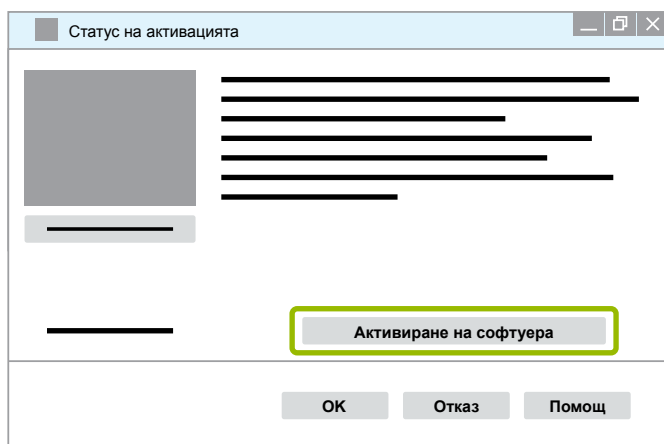 Статус на активацията
Активиране на софтуера
OK
Отказ
Помощ